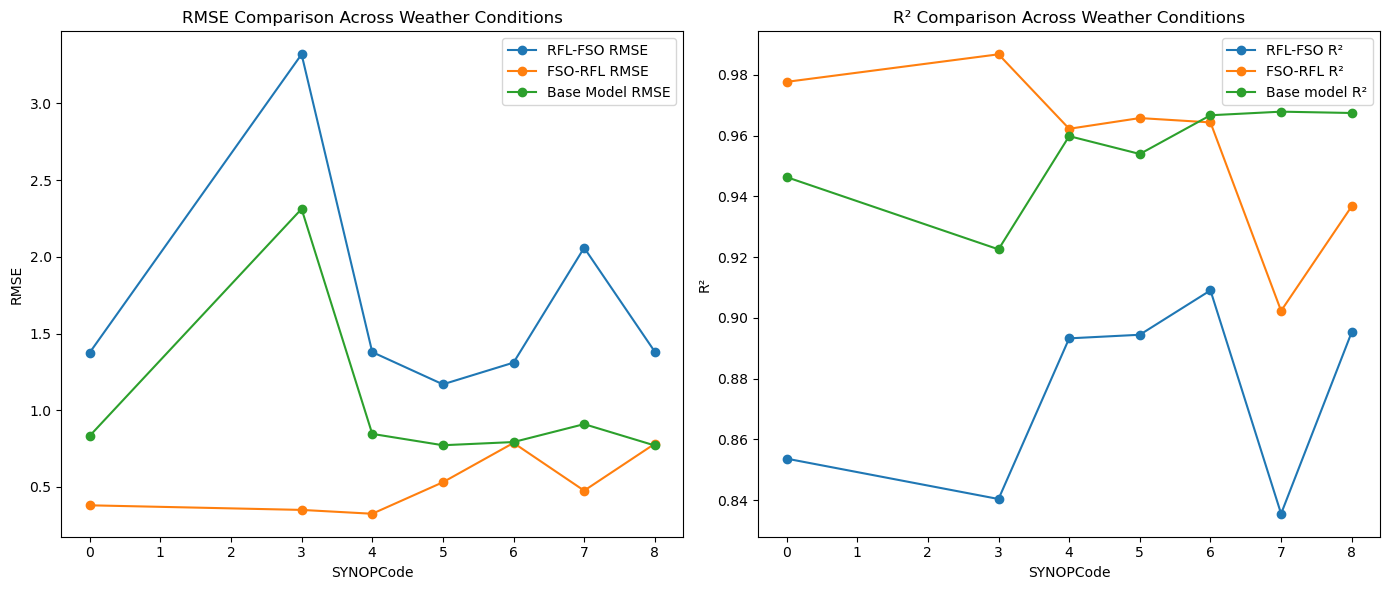 RMSE Comparison Across Weather Conditions
RFL-FSO RMSE
FSO-RFL RMSE
Base Model RMSE
3.0
2.5
2.0
1.5
1.0
0.5
RMSE
0 1 2 3 4 5 6 7 8
SYNOPCode
R² Comparison Across Weather Conditions
RFL-FSO R²
FSO-RFL R²
Base model R²
0.98
0.96
0.94
0.92
0.90
0.88
0.86
0.84
R²
0 1 2 3 4 5 6 7 8
SYNOPCode